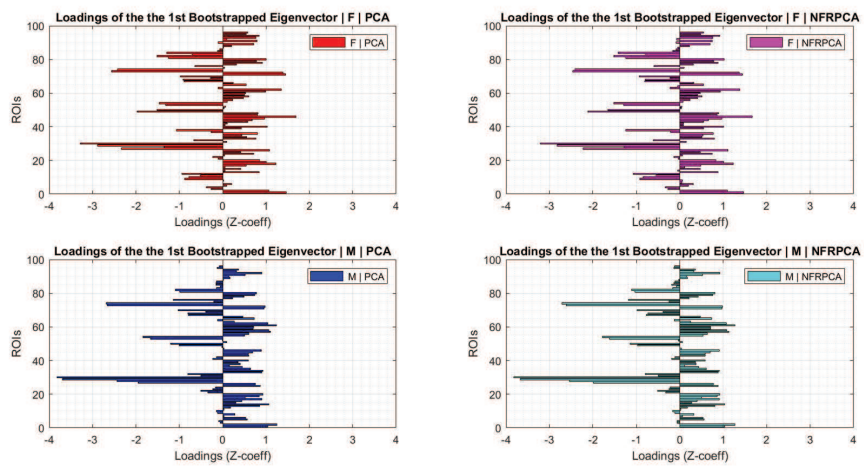 Loadings of the the 1st Bootstrapped Eigenvector | F | PCA
100
80
60
40
20
0
ROIs
F | PCA
-4 -3 -2 -1 0 1 2 3 4
Loadings (Z-coeff)
Loadings of the the 1st Bootstrapped Eigenvector | F | NFRPCA
100
80
60
40
20
0
ROIs
F | NFRPCA
-4 -3 -2 -1 0 1 2 3 4
Loadings (Z-coeff)
Loadings of the the 1st Bootstrapped Eigenvector | M | PCA
100
80
60
40
20
0
ROIs
M | PCA
-4 -3 -2 -1 0 1 2 3 4
Loadings (Z-coeff)
Loadings of the the 1st Bootstrapped Eigenvector | M | NFRPCA
100
80
60
40
20
0
ROIs
M | NFRPCA
-4 -3 -2 -1 0 1 2 3 4
Loadings (Z-coeff)